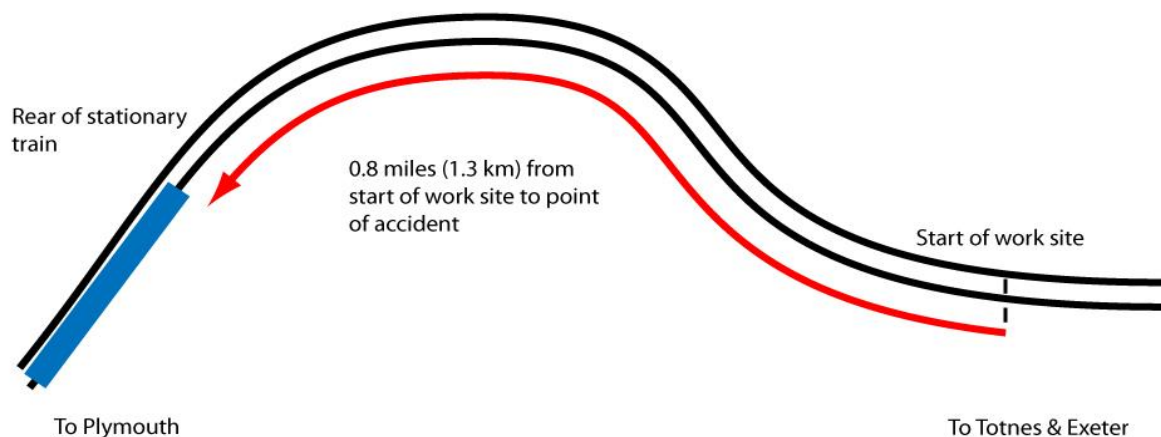 Rear of stationary
train
0.8 miles (1.3 km) from
start of work site to point
of accident
Start of work site
To Plymouth
To Totnes & Exeter